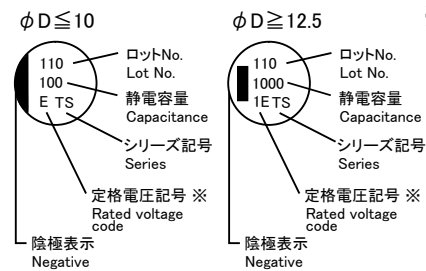 φD≦10
110
100
E TS
ロットNo.
Lot No.
静電容量
Capacitance
シリーズ記号
Series
定格電圧記号 ※
Rated voltage
code
陰極表示
Negative
φD≧12.5
110
1000
1E TS
ロットNo.
Lot No.
静電容量
Capacitance
シリーズ記号
Series
定格電圧記号 ※
Rated voltage
code
陰極表示
Negative